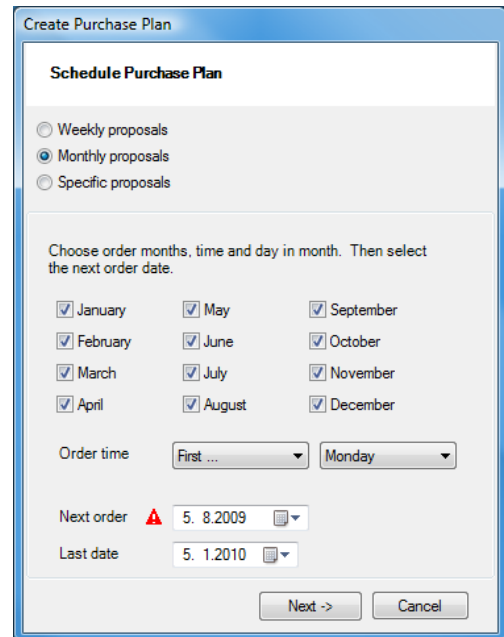 Create Purchase Plan
Schedule Purchase Plan
Weekly proposals
Monthly proposals
Specific proposals
Choose order months, time and day in month.  Then select
the next order date.
January May September
February June October
March July November
April August December
Order time First ... Monday
Next order 5.  8.2009
Last date 5.  1.2010
Next -> Cancel